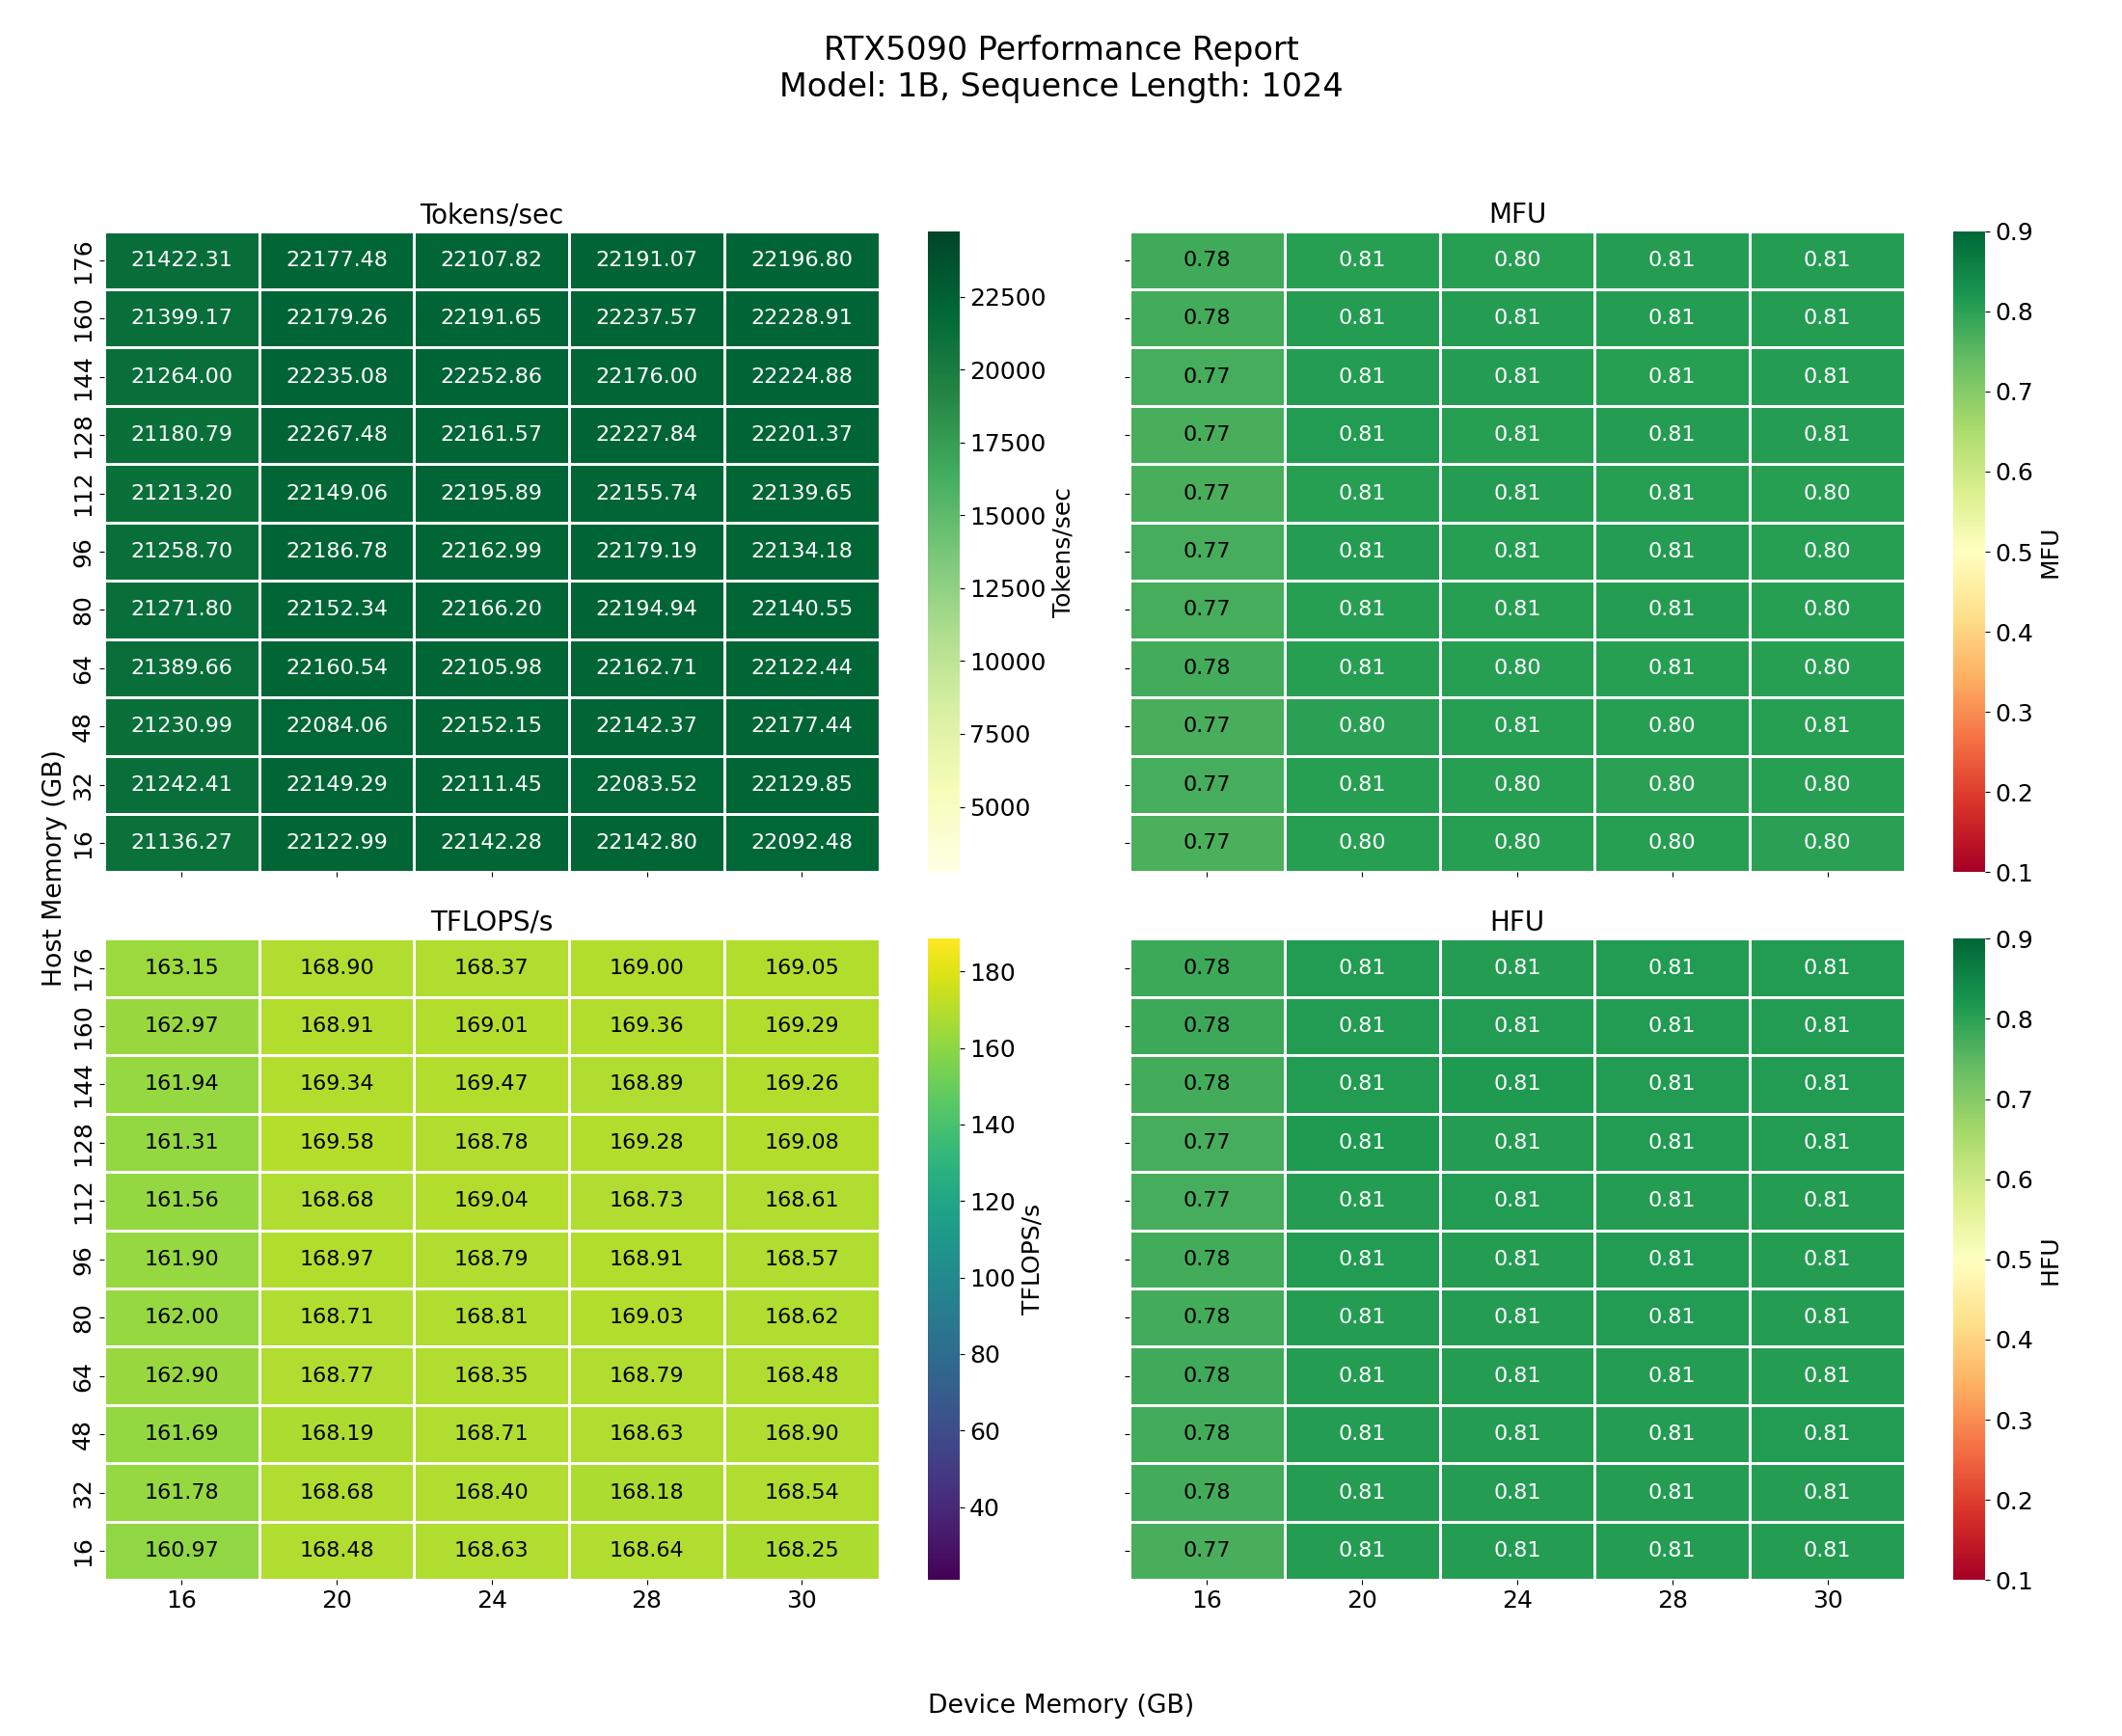 RTX5090 Performance Report
Model: 1B, Sequence Length: 1024
Tokens/sec
176 21422.31 22177.48 22107.82 22191.07 22196.80
160 21399.17 22179.26 22191.65 22237.57 22228.91
144 21264.00 22235.08 22252.86 22176.00 22224.88
128 21180.79 22267.48 22161.57 22227.84 22201.37
112 21213.20 22149.06 22195.89 22155.74 22139.65
96 21258.70 22186.78 22162.99 22179.19 22134.18
80 21271.80 22152.34 22166.20 22194.94 22140.55
64 21389.66 22160.54 22105.98 22162.71 22122.44
48 21230.99 22084.06 22152.15 22142.37 22177.44
32 21242.41 22149.29 22111.45 22083.52 22129.85
16 21136.27 22122.99 22142.28 22142.80 22092.48
22500
20000
17500
15000
12500
10000
7500
5000
Tokens/sec
MFU
0.78 0.81 0.80 0.81 0.81
0.78 0.81 0.81 0.81 0.81
0.77 0.81 0.81 0.81 0.81
0.77 0.81 0.81 0.81 0.81
0.77 0.81 0.81 0.81 0.80
0.77 0.81 0.81 0.81 0.80
0.77 0.81 0.81 0.81 0.80
0.78 0.81 0.80 0.81 0.80
0.77 0.80 0.81 0.80 0.81
0.77 0.81 0.80 0.80 0.80
0.77 0.80 0.80 0.80 0.80
0.9
0.8
0.7
0.6
0.5
0.4
0.3
0.2
0.1
MFU
Host Memory (GB)
TFLOPS/s
176 163.15 168.90 168.37 169.00 169.05
160 162.97 168.91 169.01 169.36 169.29
144 161.94 169.34 169.47 168.89 169.26
128 161.31 169.58 168.78 169.28 169.08
112 161.56 168.68 169.04 168.73 168.61
96 161.90 168.97 168.79 168.91 168.57
80 162.00 168.71 168.81 169.03 168.62
64 162.90 168.77 168.35 168.79 168.48
48 161.69 168.19 168.71 168.63 168.90
32 161.78 168.68 168.40 168.18 168.54
16 160.97 168.48 168.63 168.64 168.25
16 20 24 28 30
180
160
140
120
100
80
60
40
TFLOPS/s
HFU
0.78 0.81 0.81 0.81 0.81
0.78 0.81 0.81 0.81 0.81
0.78 0.81 0.81 0.81 0.81
0.77 0.81 0.81 0.81 0.81
0.77 0.81 0.81 0.81 0.81
0.78 0.81 0.81 0.81 0.81
0.78 0.81 0.81 0.81 0.81
0.78 0.81 0.81 0.81 0.81
0.78 0.81 0.81 0.81 0.81
0.78 0.81 0.81 0.81 0.81
0.77 0.81 0.81 0.81 0.81
16 20 24 28 30
0.9
0.8
0.7
0.6
0.5
0.4
0.3
0.2
0.1
HFU
Device Memory (GB)